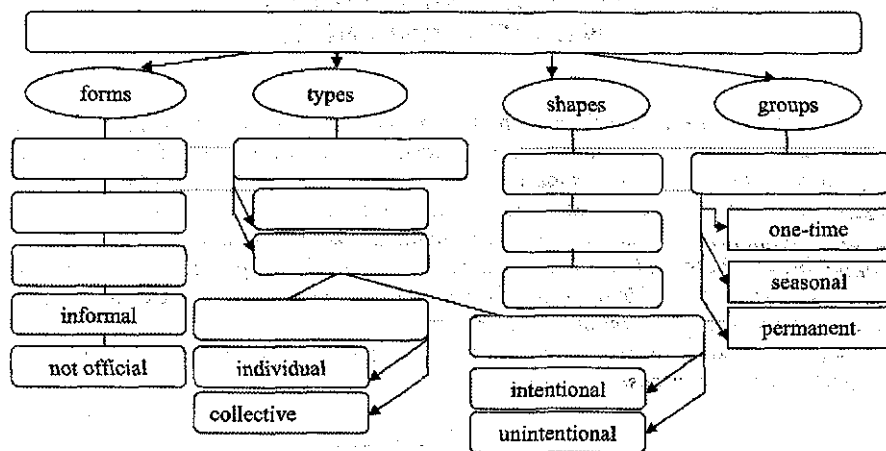 forms
types
shapes
groups
one-time
seasonal
permanent
informal
not official
individual
collective
intentional
unintentional